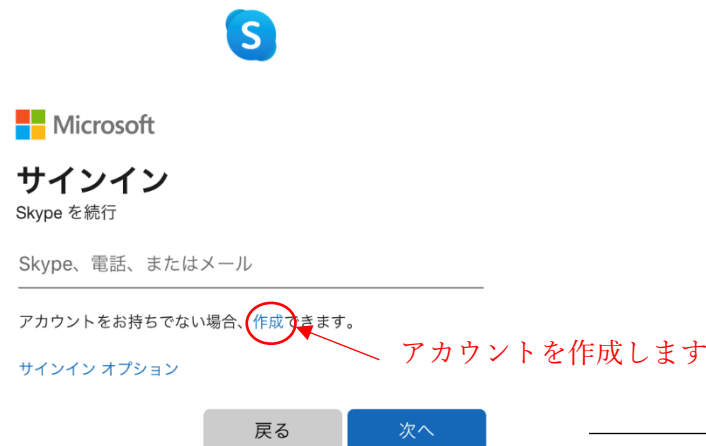 S
Microsoft
サインイン
Skype を続行
Skype、電話、またはメール
アカウントをお持ちでない場合、作成できます。
アカウントを作成します
サインイン オプション
戻る
次へ